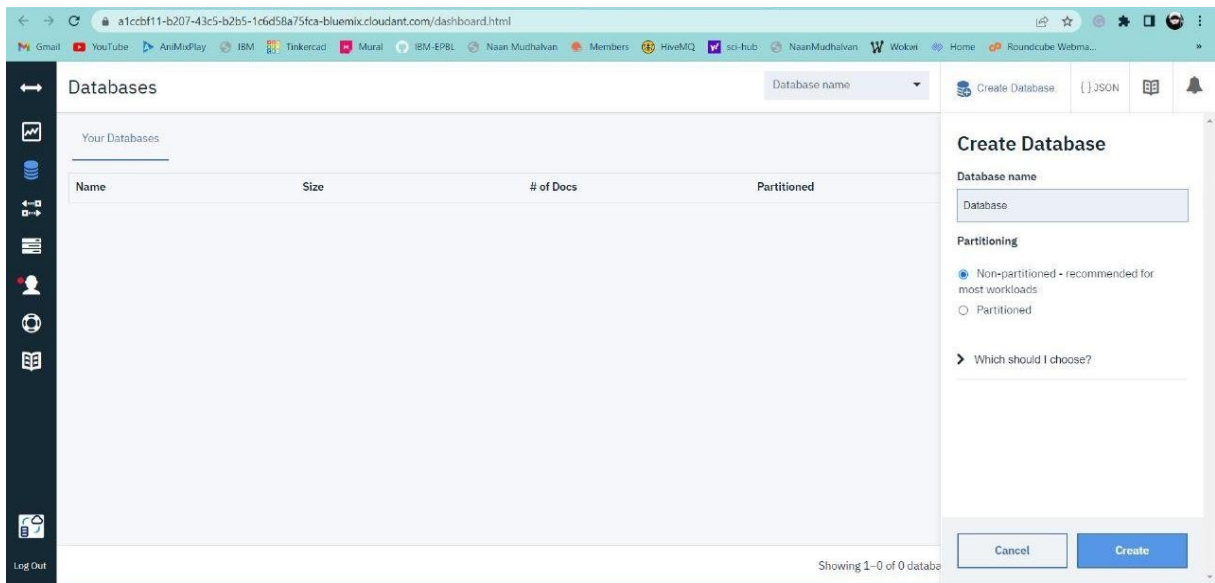 a1ccbf11-b207-43c5-b2b5-1c6d58a75fca-bluemix.cloudant.com/dashboard.html
Gmail YouTube AniMixPlay IBM Tinkercad Mural IBM-EPBL Naan Mudhalvan Members HiveMQ sci-hub NaanMudhalvan Wokwi Home Roundcube Webma... »
Databases Database name Create Database { } JSON
Your Databases
Create Database
Name Size # of Docs Partitioned
Database name
Database
Partitioning
Non-partitioned - recommended for
most workloads
Partitioned
Which should I choose?
Cancel Create
Log Out
Showing 1–0 of 0 databa